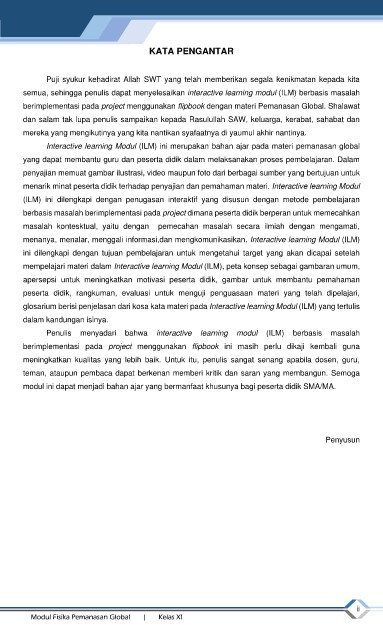 KATA PENGANTAR
Puji syukur kehadirat Allah SWT yang telah memberikan segala kenikmatan kepada kita
semua, sehingga penulis dapat menyelesaikan interactive learning modul (ILM) berbasis masalah
berimplementasi pada project menggunakan flipbook dengan materi Pemanasan Global. Shalawat
dan salam tak lupa penulis sampaikan kepada Rasulullah SAW, keluarga, kerabat, sahabat dan
mereka yang mengikutinya yang kita nantikan syafaatnya di yaumul akhir nantinya.
Interactive learning Modul (ILM) ini merupakan bahan ajar pada materi pemanasan global
yang dapat membantu guru dan peserta didik dalam melaksanakan proses pembelajaran. Dalam
penyajian memuat gambar ilustrasi, video maupun foto dari berbagai sumber yang bertujuan untuk
menarik minat peserta didik terhadap penyajian dan pemahaman materi. Interactive learning Modul
(ILM) ini dilengkapi dengan penugasan interaktif yang disusun dengan metode pembelajaran
berbasis masalah berimplementasi pada project dimana peserta didik berperan untuk memecahkan
masalah kontesktual, yaitu dengan pemecahan masalah secara ilmiah dengan mengamati,
menanya, menalar, menggali informasi,dan mengkomunikasikan. Interactive learning Modul (ILM)
ini dilengkapi dengan tujuan pembelajaran untuk mengetahui target yang akan dicapai setelah
mempelajari materi dalam Interactive learning Modul (ILM), peta konsep sebagai gambaran umum,
apersepsi untuk meningkatkan motivasi peserta didik, gambar untuk membantu pemahaman
peserta didik, rangkuman, evaluasi untuk menguji penguasaan materi yang telah dipelajari,
glosarium berisi penjelasan dari kosa kata materi pada Interactive learning Modul (ILM) yang tertulis
dalam kandungan isinya.
Penulis menyadari bahwa interactive learning modul (ILM) berbasis masalah
berimplementasi pada project menggunakan flipbook ini masih perlu dikaji kembali guna
meningkatkan kualitas yang lebih baik. Untuk itu, penulis sangat senang apabila dosen, guru,
teman, ataupun pembaca dapat berkenan memberi kritik dan saran yang membangun. Semoga
modul ini dapat menjadi bahan ajar yang bermanfaat khusunya bagi peserta didik SMA/MA.
Penyusun
ii
Modul Fisika Pemanasan Global | Kelas XI